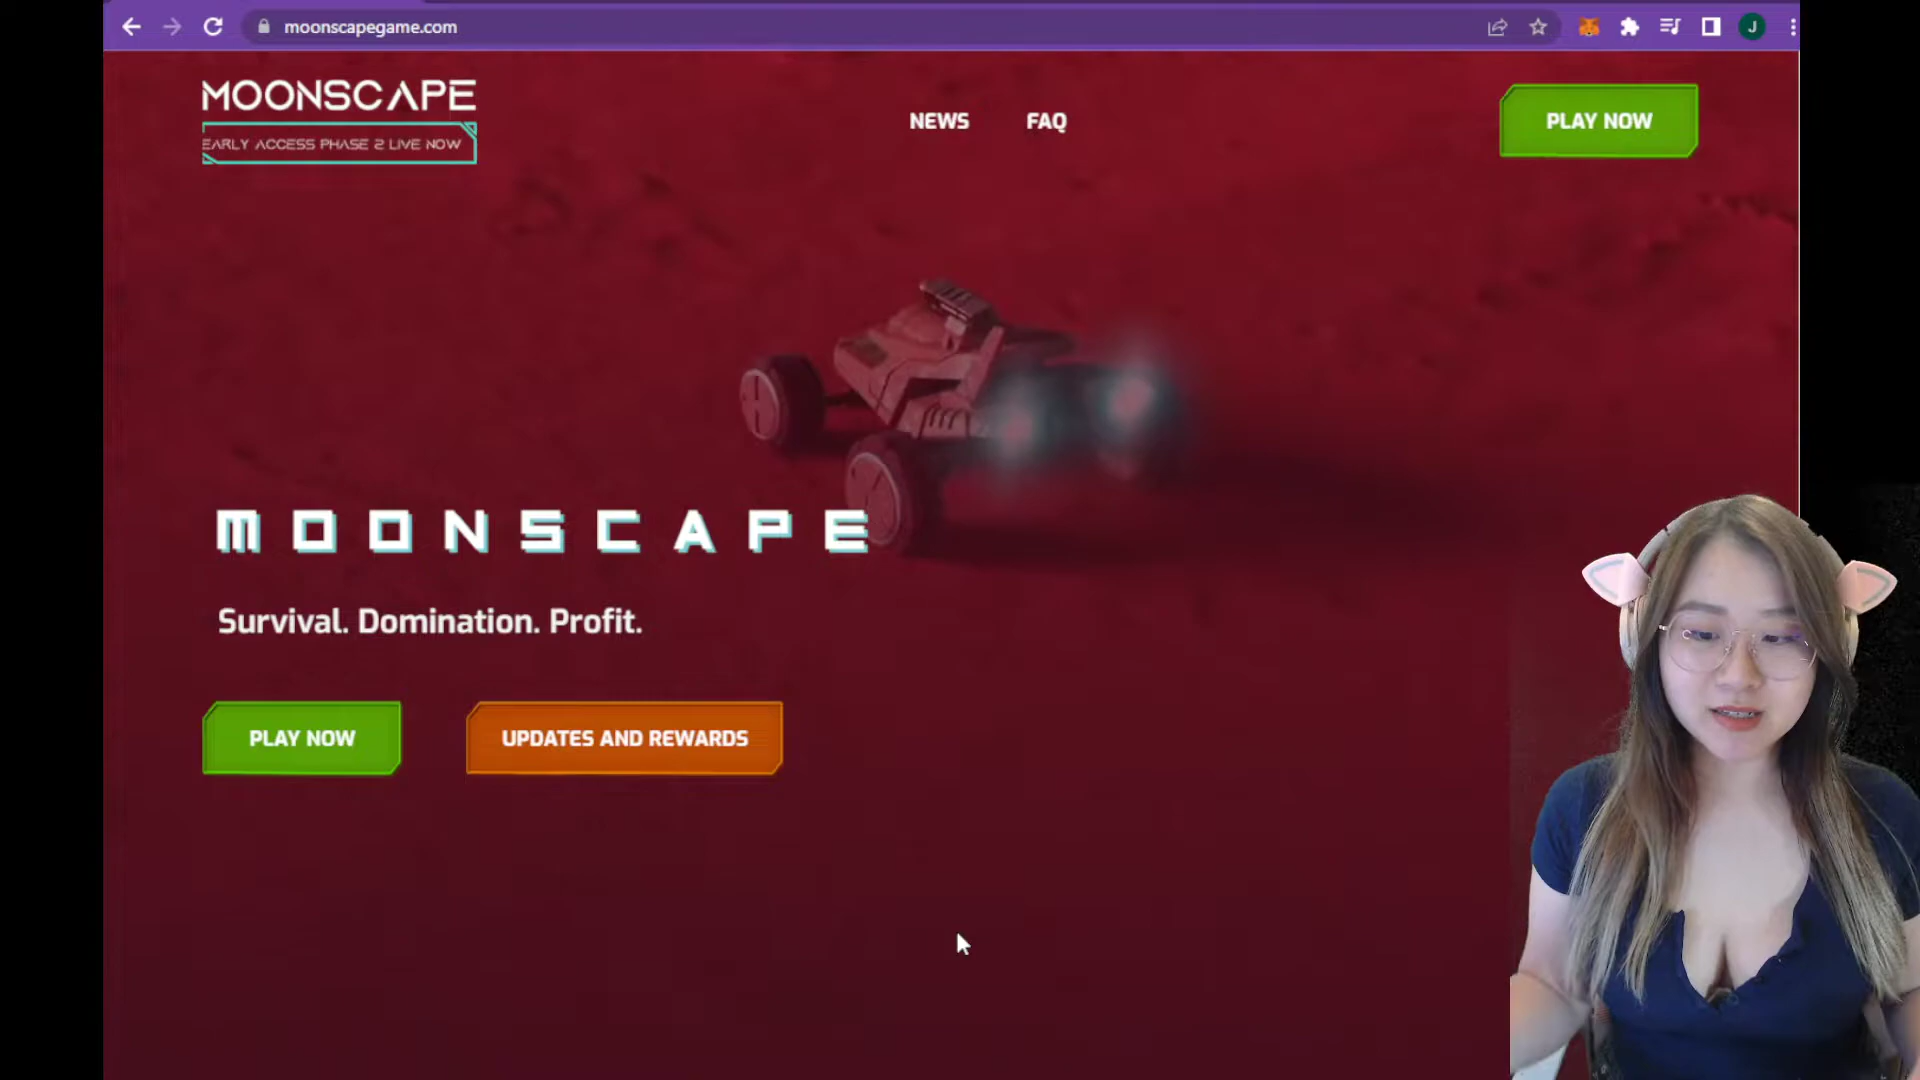 moonscapegame.com
J
MOONSCAPE
EARLY ACCESS PHASE 2 LIVE NOW
NEWS
FAQ
PLAY NOW
MOONSCAPE
Survival. Domination. Profit.
PLAY NOW
UPDATES AND REWARDS